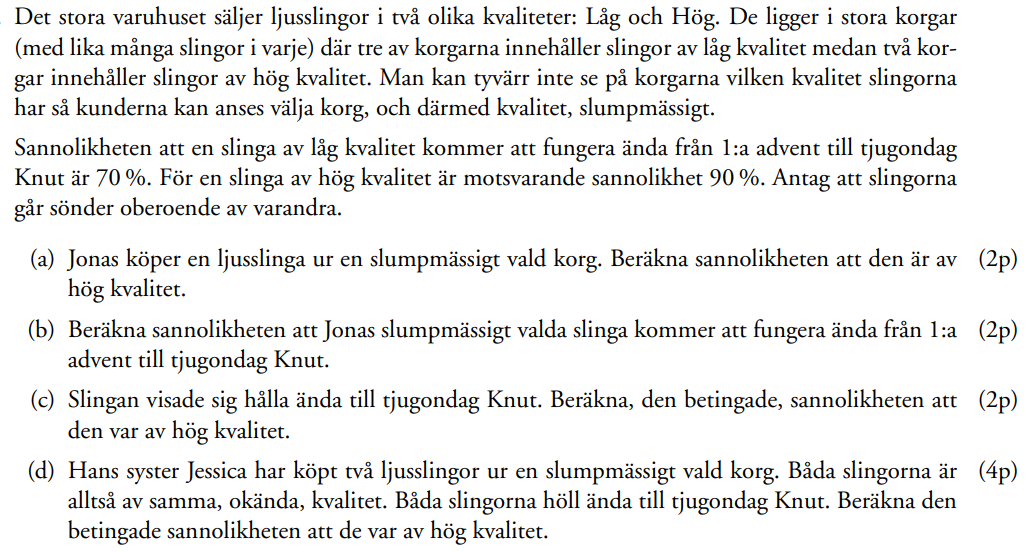 Det stora varuhuset säljer ljusslingor i två olika kvaliteter: Låg och Hög. De ligger i stora korgar
(med lika många slingor i varje) där tre av korgarna innehåller slingor av låg kvalitet medan två kor-
gar innehåller slingor av hög kvalitet. Man kan tyvärr inte se på korgarna vilken kvalitet slingorna
har så kunderna kan anses välja korg, och därmed kvalitet, slumpmässigt.
Sannolikheten att en slinga av låg kvalitet kommer att fungera ända från 1:a advent till tjugondag
Knut är 70 %. För en slinga av hög kvalitet är motsvarande sannolikhet 90 %. Antag att slingorna
går sönder oberoende av varandra.
(a) Jonas köper en ljusslinga ur en slumpmässigt vald korg. Beräkna sannolikheten att den är av (2p)
hög kvalitet.
(b) Beräkna sannolikheten att Jonas slumpmässigt valda slinga kommer att fungera ända från 1:a (2p)
advent till tjugondag Knut.
(c) Slingan visade sig hålla ända till tjugondag Knut. Beräkna, den betingade, sannolikheten att (2p)
den var av hög kvalitet.
(d) Hans syster Jessica har köpt två ljusslingor ur en slumpmässigt vald korg. Båda slingorna är (4p)
alltså av samma, okända, kvalitet. Båda slingorna höll ända till tjugondag Knut. Beräkna den
betingade sannolikheten att de var av hög kvalitet.